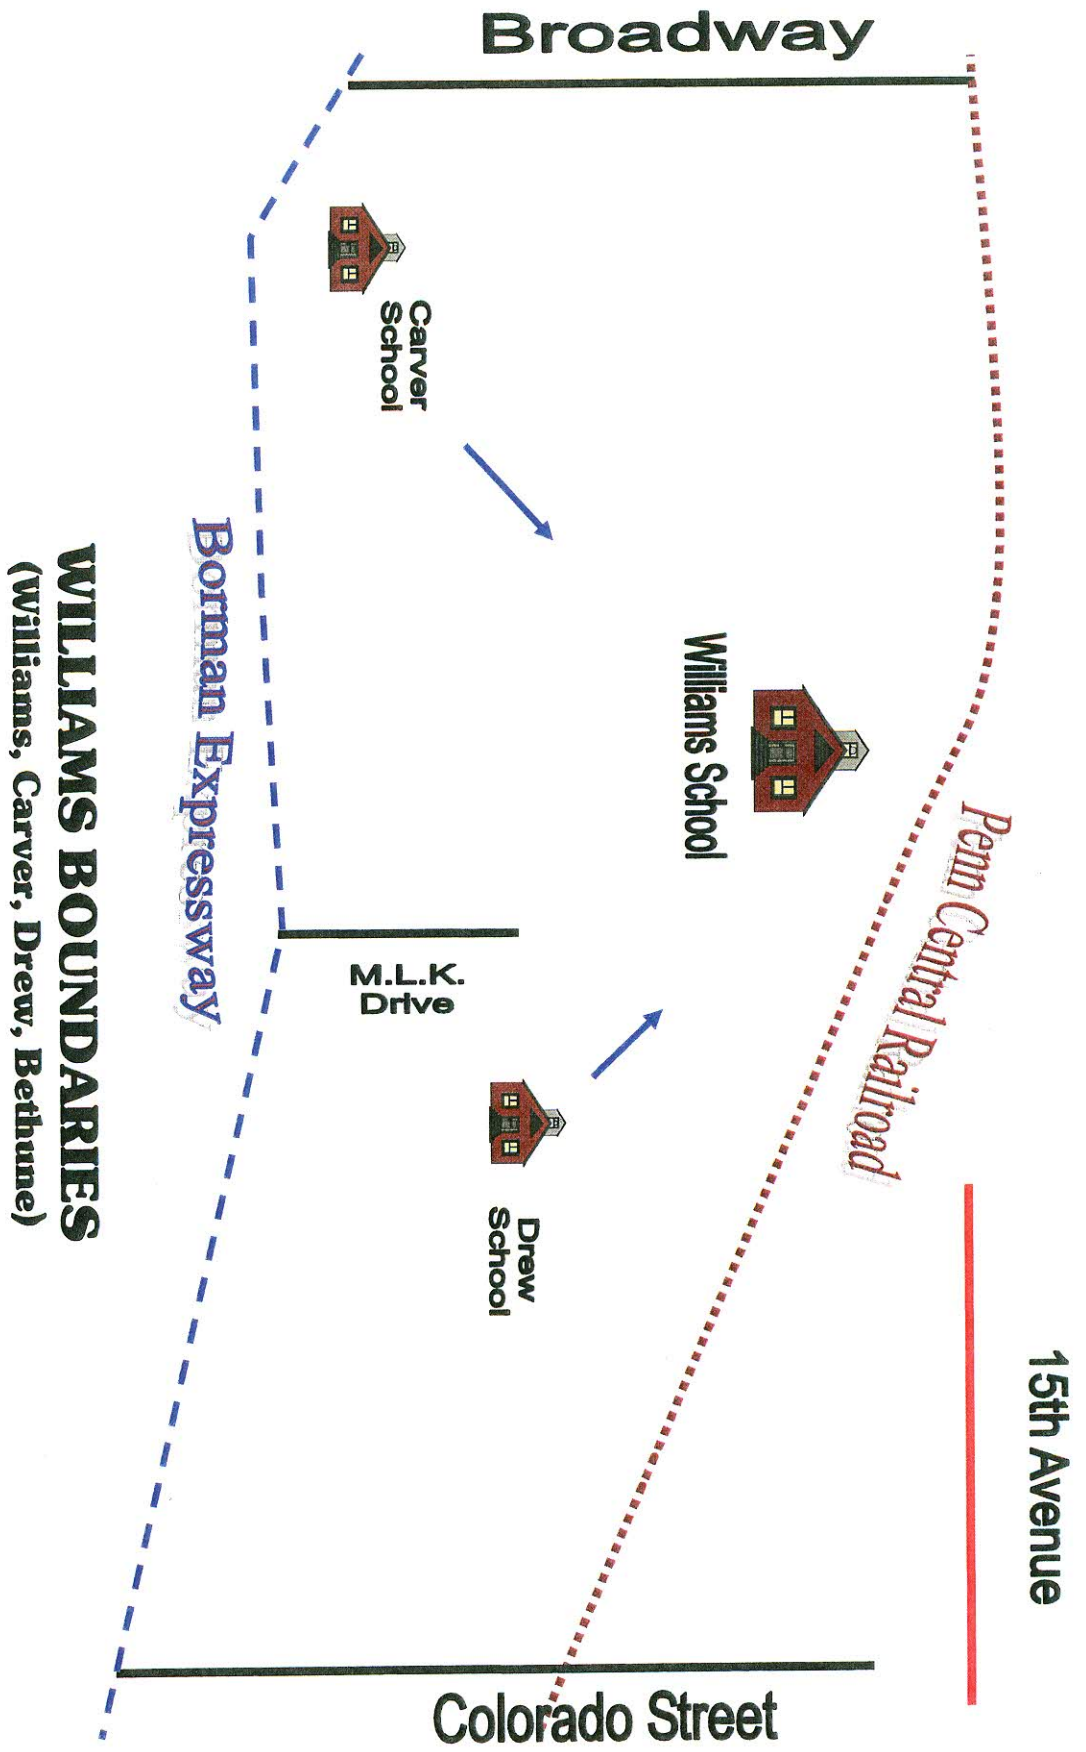 Broadway
Carver
School
Williams School
Penn Central Railroad
Borman Expressway
M.L.K.
Drive
Drew
School
15th Avenue
Colorado Street
WILLIAMS BOUNDARIES
(Williams, Carver, Drew, Bethune)